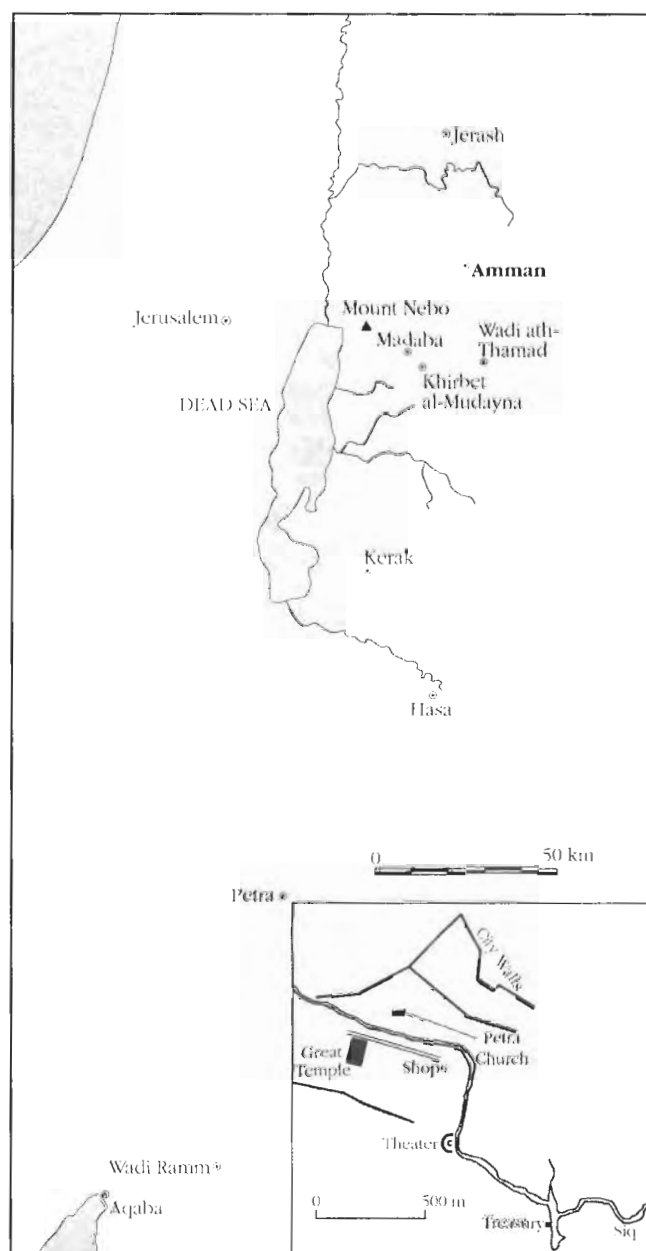 Jerash
Amman
Jerusalem
Mount Nebo
Madaba
Wadi ath-
Thamad
Khirbet
al-Mudayna
DEAD SEA
Kerak
Hasa
0 50 km
Petra
City Walls
Petra
Church
Great
Temple
Shops
Theater
Wadi Ramm
Aqaba
0 500 m
Treasury
Siq